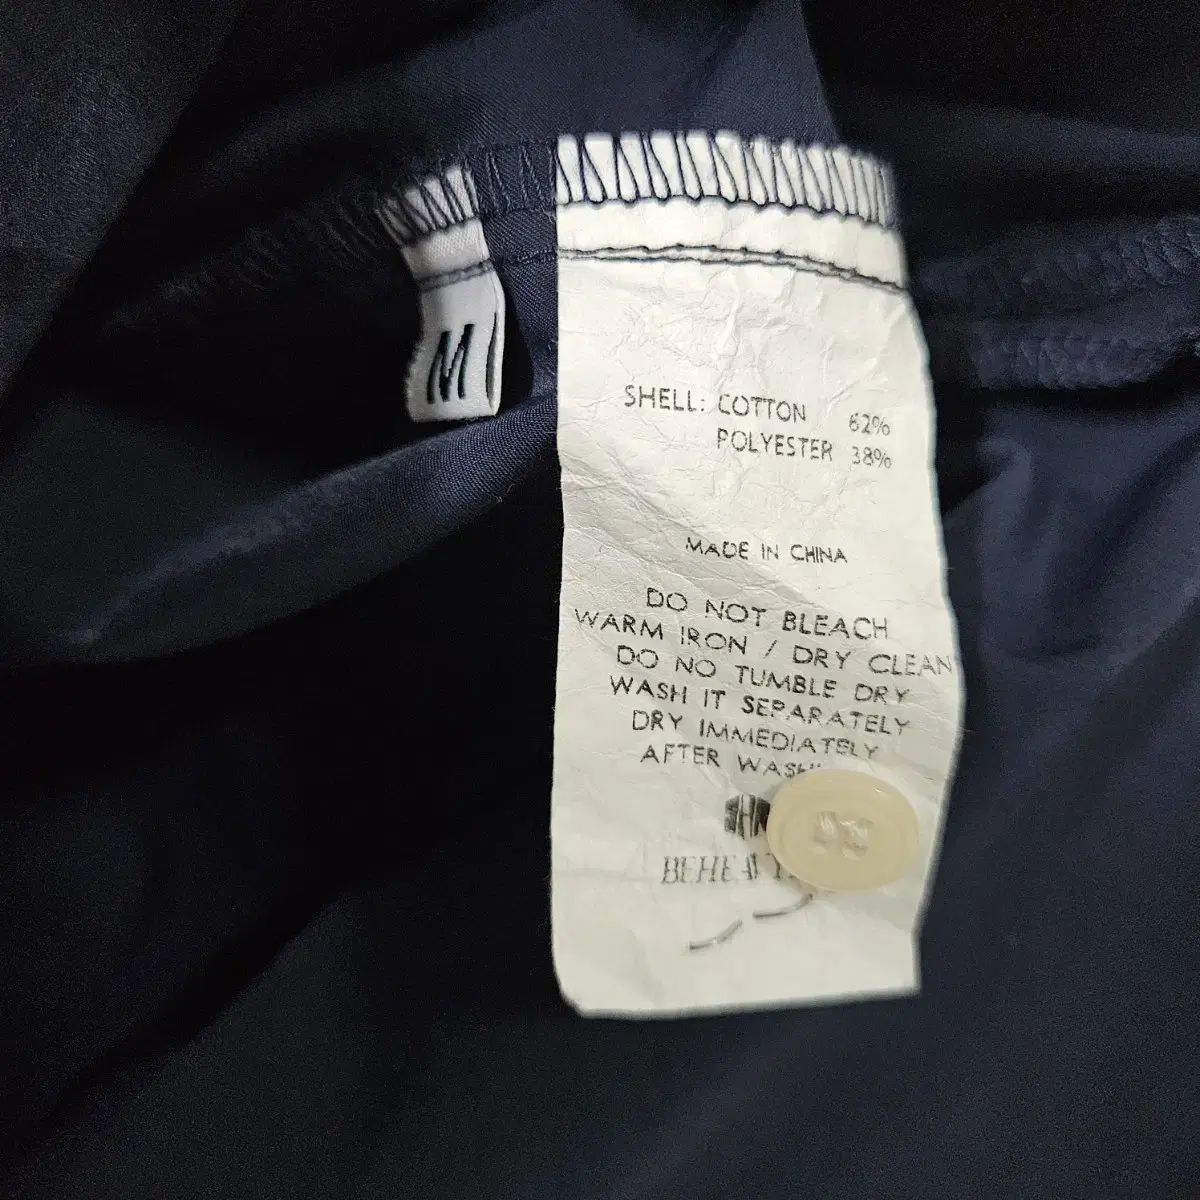 M
SHELL: COTTON 62%
POLYESTER 38%
MADE IN CHINA
DO NOT BLEACH
WARM IRON / DRY CLEAN
DO NO TUMBLE DRY
WASH IT SEPARATELY
DRY IMMEDIATELY
AFTER